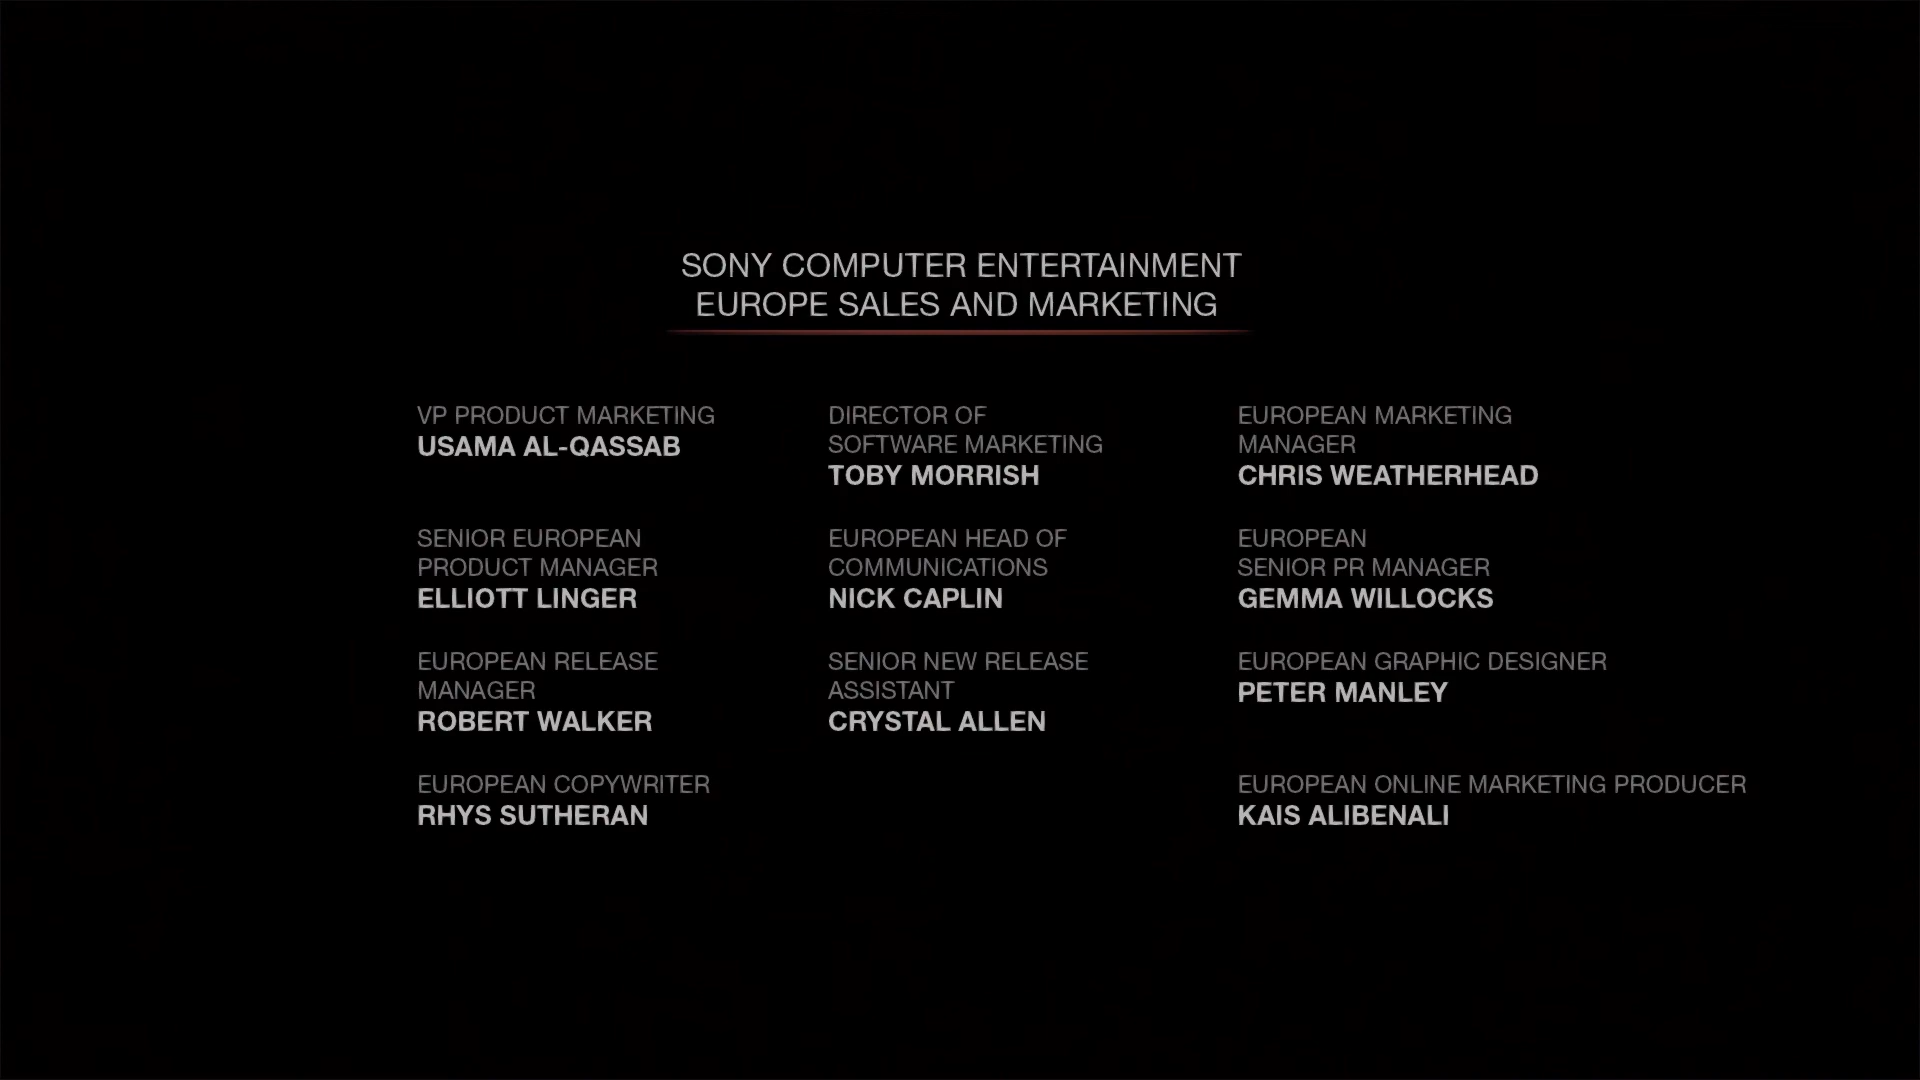 SONY COMPUTER ENTERTAINMENT
EUROPE SALES AND MARKETING
VP PRODUCT MARKETING
USAMA AL-QASSAB
DIRECTOR OF
SOFTWARE MARKETING
TOBY MORRISH
EUROPEAN MARKETING
MANAGER
CHRIS WEATHERHEAD
SENIOR EUROPEAN
PRODUCT MANAGER
ELLIOTT LINGER
EUROPEAN HEAD OF
COMMUNICATIONS
NICK CAPLIN
EUROPEAN
SENIOR PR MANAGER
GEMMA WILLOCKS
EUROPEAN RELEASE
MANAGER
ROBERT WALKER
SENIOR NEW RELEASE
ASSISTANT
CRYSTAL ALLEN
EUROPEAN GRAPHIC DESIGNER
PETER MANLEY
EUROPEAN COPYWRITER
RHYS SUTHERAN
EUROPEAN ONLINE MARKETING PRODUCER
KAIS ALIBENALI